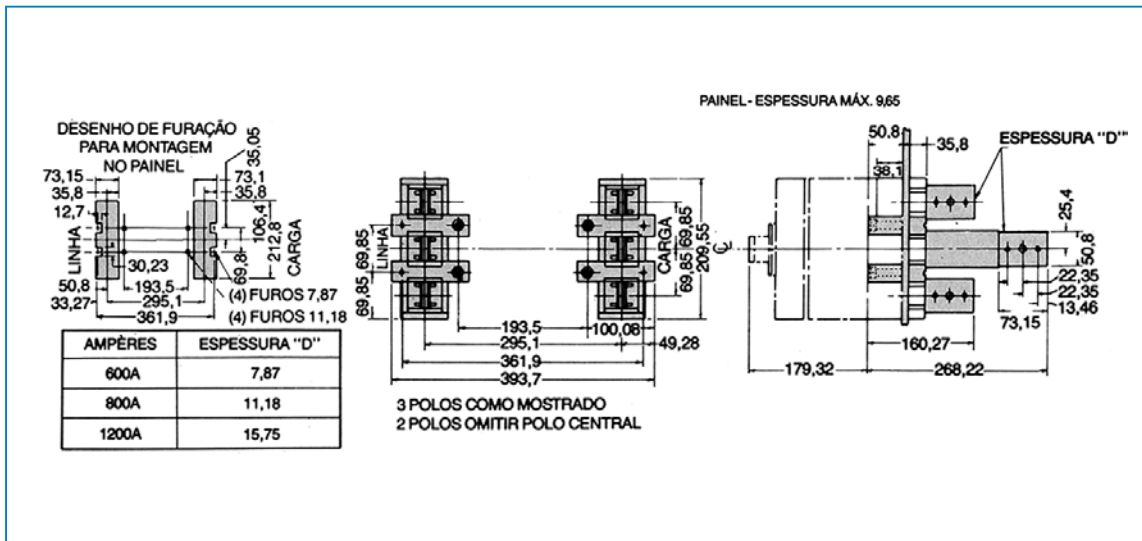 DESENHO DE FURAÇÃO
PARA MONTAGEM
NO PAINEL
73,15
73,1
35,8
35,8
12,7
35.05
106,4
212,8
LINHA
CARGA
69,8
30,23
50,8
193,5
33,27
295,1
361,9
(4) FUROS 7,87
(4) FUROS 11,18
AMPÈRES ESPESSURA "D"
600A 7,87
800A 11,18
1200A 15,75
LINHA
69,85
69,85
CARGA
69,85
69,85
209,55
193,5
100,08
295,1
49,28
361,9
393,7
3 POLOS COMO MOSTRADO
2 POLOS OMITIR POLO CENTRAL
PAINEL - ESPESSURA MÁX. 9,65
50.8
35,8
ESPESSURA "D"
38,1
25,4
50,8
22,35
22,35
13,46
73,15
160,27
179,32
268,22